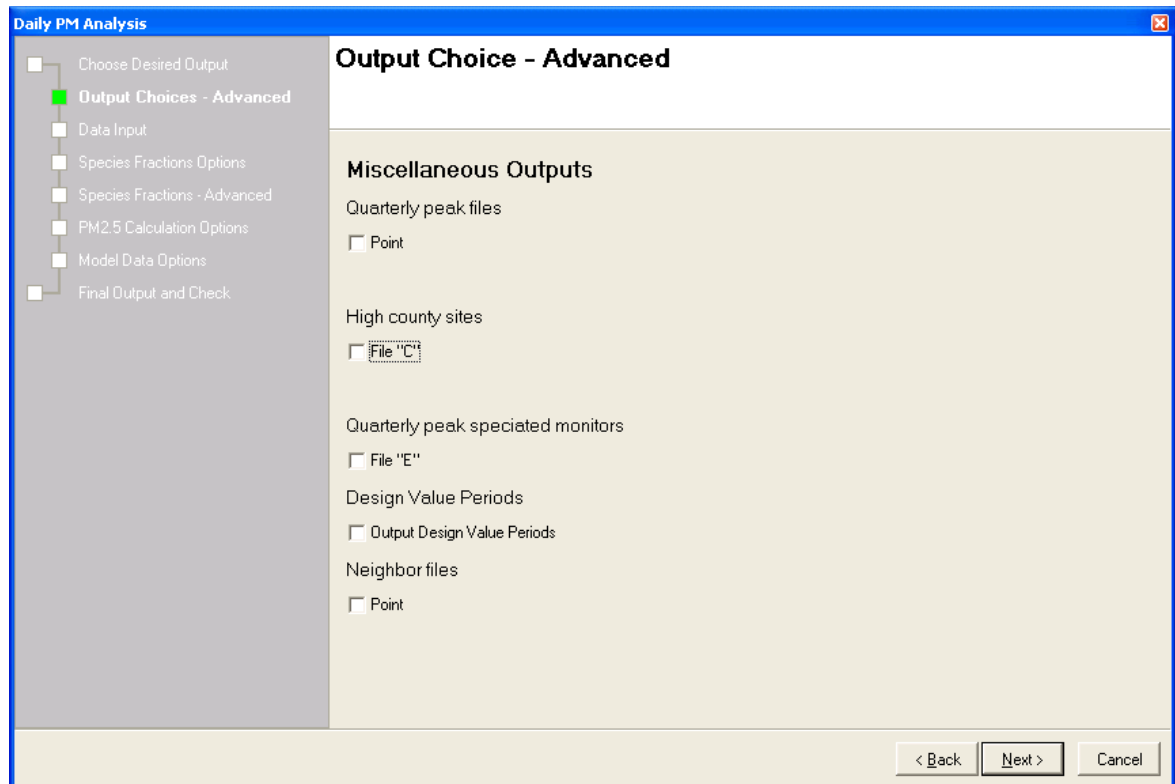 Daily PM Analysis
Choose Desired Output
Output Choices - Advanced
Data Input
Species Fractions Options
Species Fractions - Advanced
PM2.5 Calculation Options
Model Data Options
Final Output and Check
Output Choice - Advanced
Miscellaneous Outputs
Quarterly peak files
Point
High county sites
File "C"
Quarterly peak speciated monitors
File "E"
Design Value Periods
Output Design Value Periods
Neighbor files
Point
< Back
Next >
Cancel